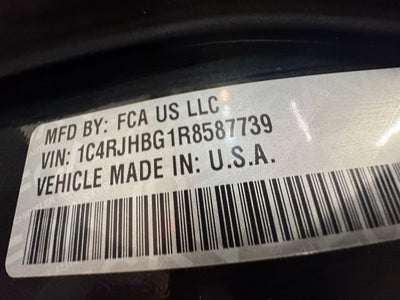 MFD BY: FCA US LLC
VIN: 1C4RJHBG1R8587739
VEHICLE MADE IN: U.S.A.